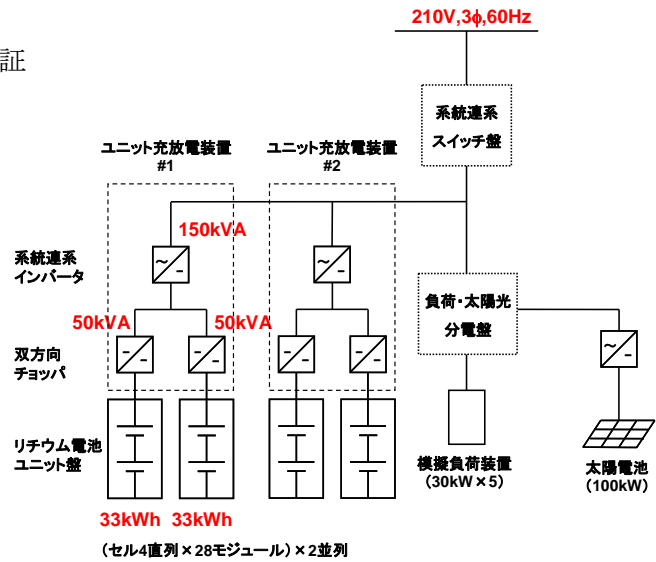 210V,3ф,60Hz
証
系統連系
スイッチ盤
ユニット充放電装置
#1
ユニット充放電装置
#2
150kVA
系統連系
インバータ
~
-
~
-
負荷・太陽光
分電盤
50kVA
50kVA
双方向
チョッパ
-
-
-
-
-
-
-
-
~
-
リチウム電池
ユニット盤
模擬負荷装置
(30kW×5)
太陽電池
(100kW)
33kWh
33kWh
(セル4直列×28モジュール)×2並列